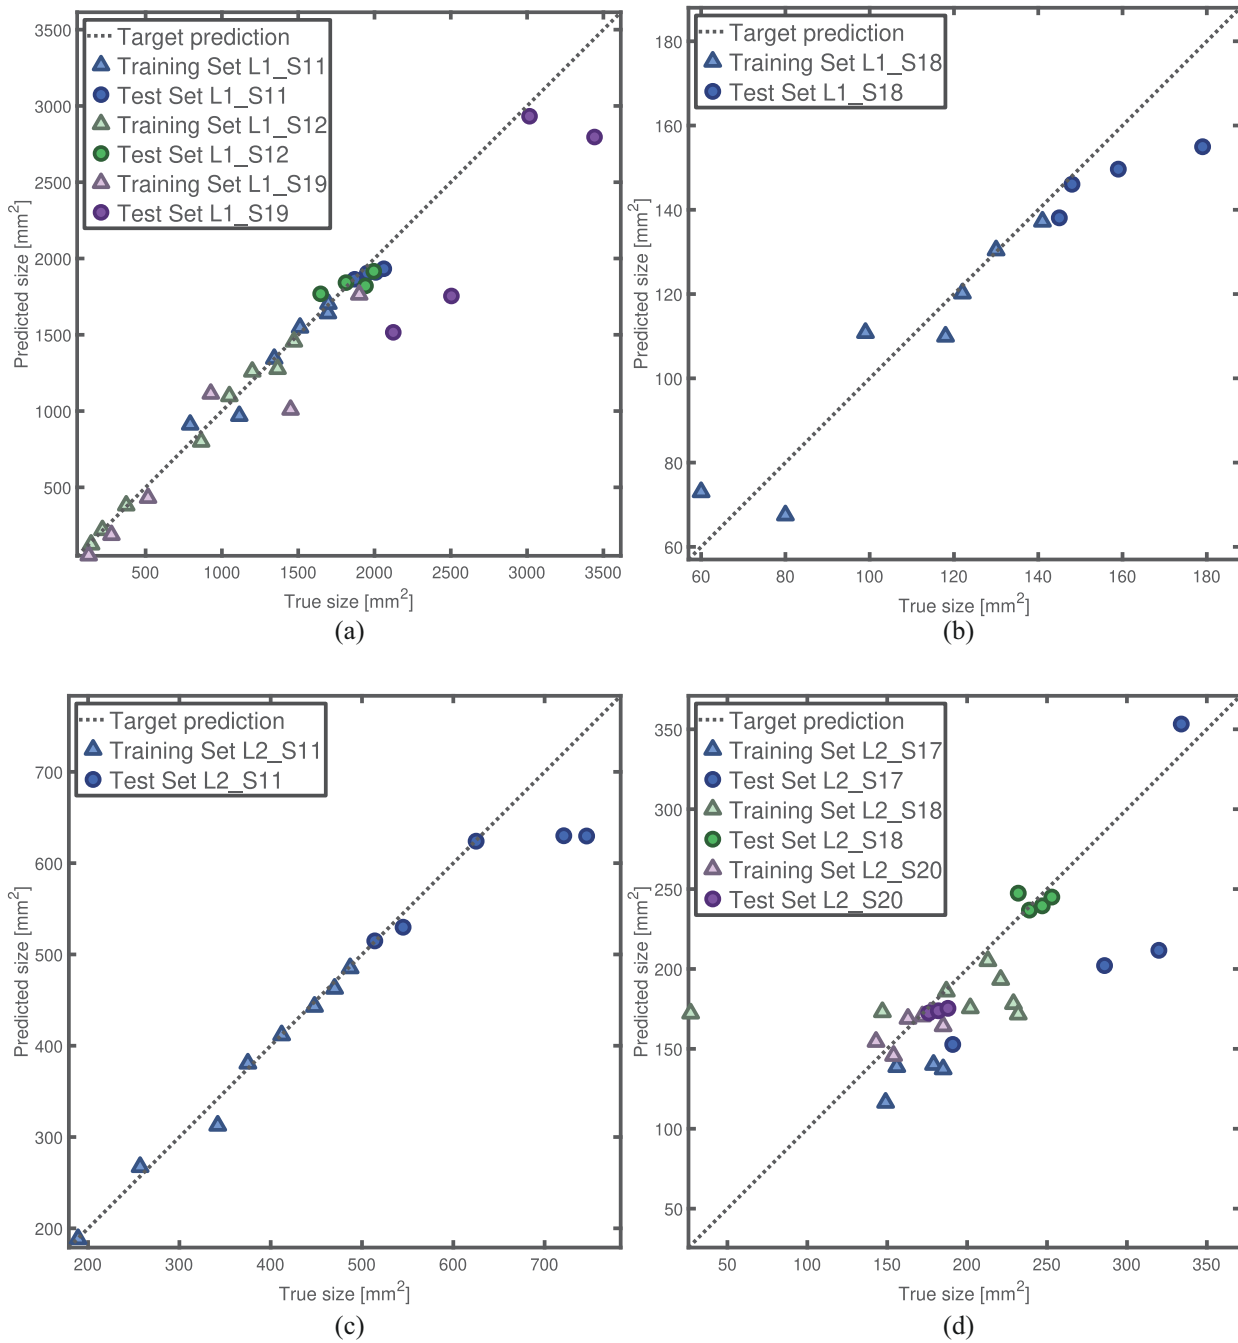 Target prediction
Training Set L1_S11
Test Set L1_S11
Training Set L1_S12
Test Set L1_S12
Training Set L1_S19
Test Set L1_S19
3500
3000
2500
2000
1500
1000
500
Predicted size [mm²]
500 1000 1500 2000 2500 3000 3500
True size [mm²]
(a)
Target prediction
Training Set L1_S18
Test Set L1_S18
180
160
140
120
100
80
60
Predicted size [mm²]
60 80 100 120 140 160 180
True size [mm²]
(b)
Target prediction
Training Set L2_S11
Test Set L2_S11
700
600
500
400
300
200
Predicted size [mm²]
200 300 400 500 600 700
True size [mm²]
(c)
Target prediction
Training Set L2_S17
Test Set L2_S17
Training Set L2_S18
Test Set L2_S18
Training Set L2_S20
Test Set L2_S20
350
300
250
200
150
100
50
Predicted size [mm²]
50 100 150 200 250 300 350
True size [mm²]
(d)